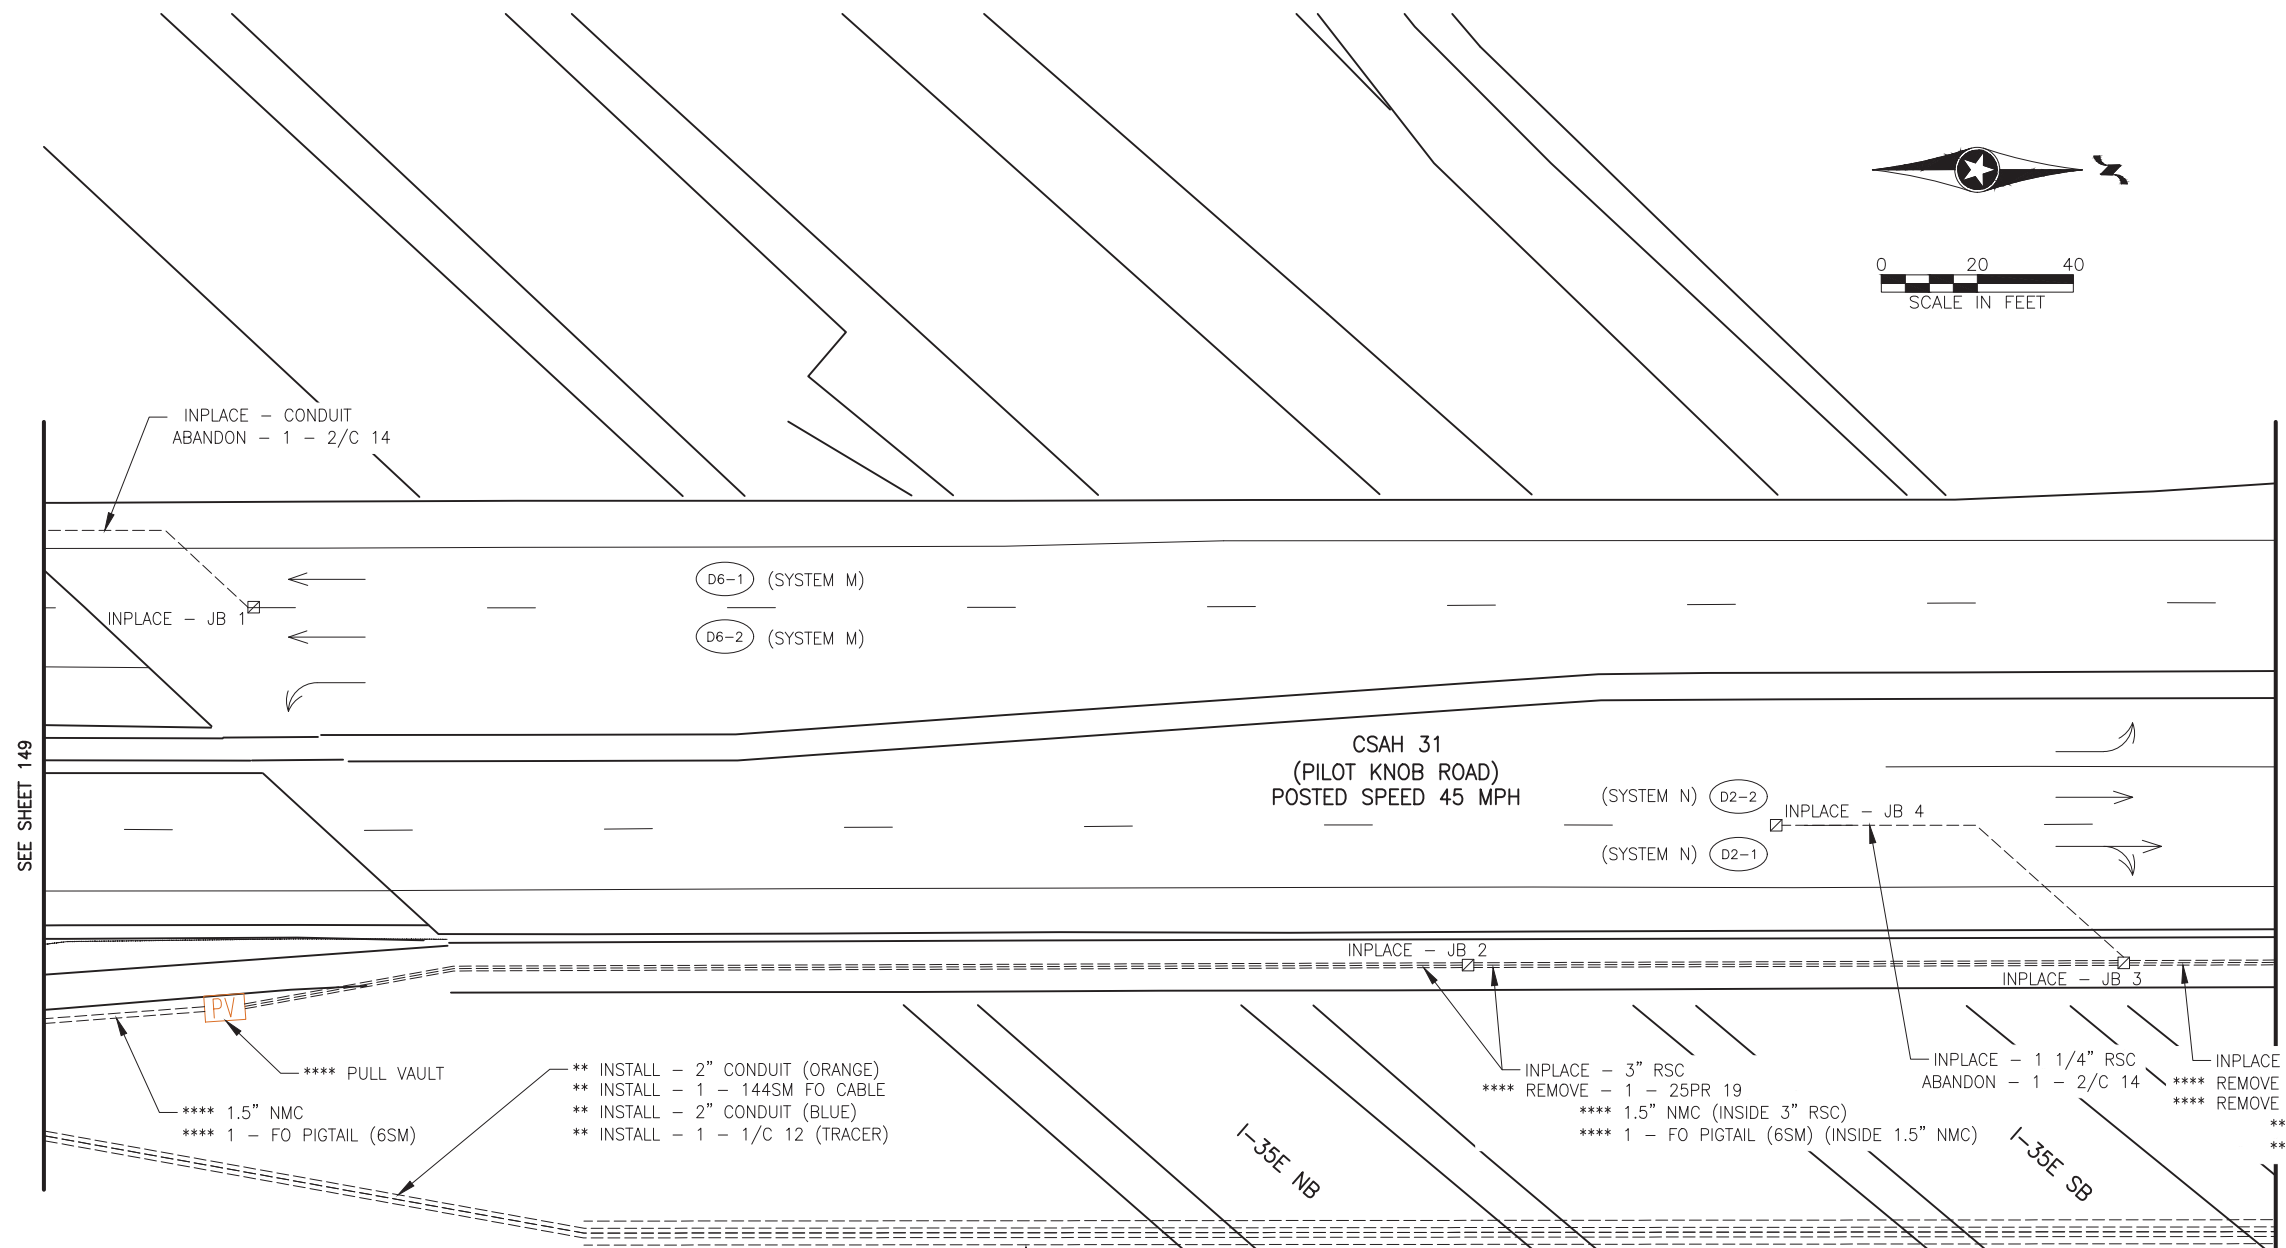 0 20 40
SCALE IN FEET
INPLACE – CONDUIT
ABANDON – 1 – 2/C 14
D6–1 (SYSTEM M)
INPLACE – JB 1
D6–2 (SYSTEM M)
SEE SHEET 149
CSAH 31
(PILOT KNOB ROAD)
POSTED SPEED 45 MPH
(SYSTEM N) D2–2
INPLACE – JB 4
(SYSTEM N) D2–1
INPLACE – JB 2
INPLACE – JB 3
PV
**** PULL VAULT
**** 1.5” NMC
**** 1 – FO PIGTAIL (6SM)
** INSTALL – 2” CONDUIT (ORANGE)
** INSTALL – 1 – 144SM FO CABLE
** INSTALL – 2” CONDUIT (BLUE)
** INSTALL – 1 – 1/C 12 (TRACER)
INPLACE – 3” RSC
**** REMOVE – 1 – 25PR 19
**** 1.5” NMC (INSIDE 3” RSC)
**** 1 – FO PIGTAIL (6SM) (INSIDE 1.5” NMC)
INPLACE – 1 1/4” RSC
ABANDON – 1 – 2/C 14
INPLACE
**** REMOVE
**** REMOVE
**
**
I–35E NB
I–35E SB